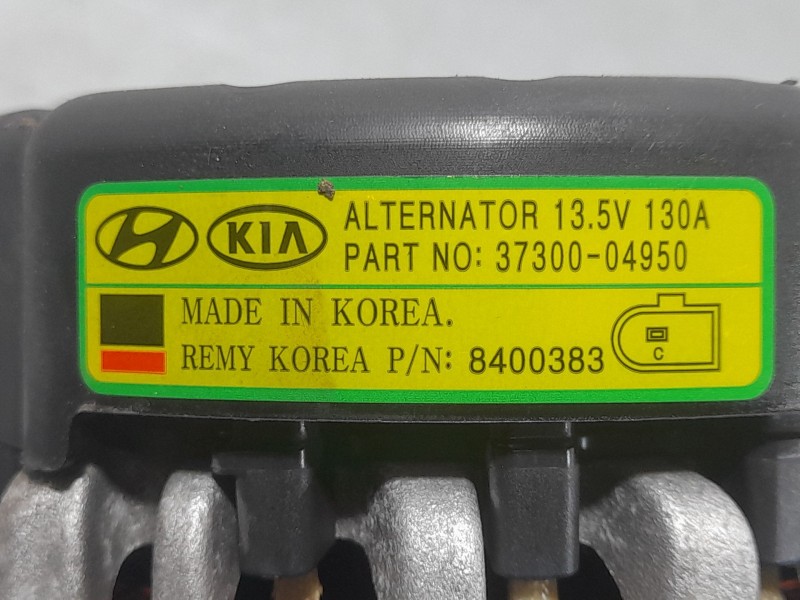 KIA ALTERNATOR 13.5V 130A
PART NO: 37300-04950
MADE IN KOREA.
REMY KOREA P/N: 8400383
C